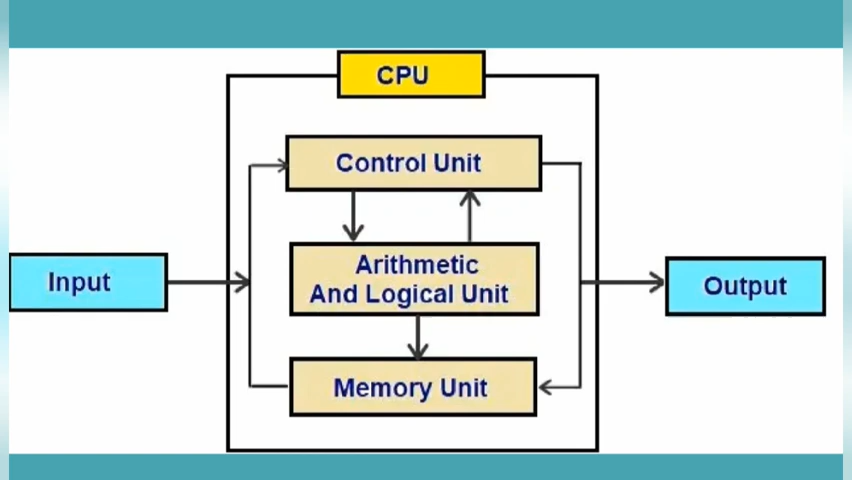 CPU
Control Unit
Input
Arithmetic
And Logical Unit
Output
Memory Unit